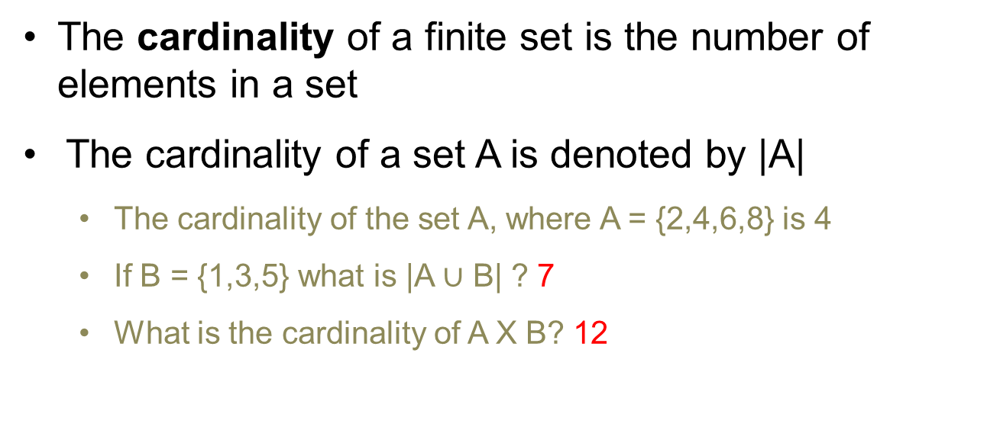 • The cardinality of a finite set is the number of
elements in a set
• The cardinality of a set A is denoted by |A|
• The cardinality of the set A, where A = {2,4,6,8} is 4
• If B = {1,3,5} what is |A ∪ B| ? 7
• What is the cardinality of A X B? 12